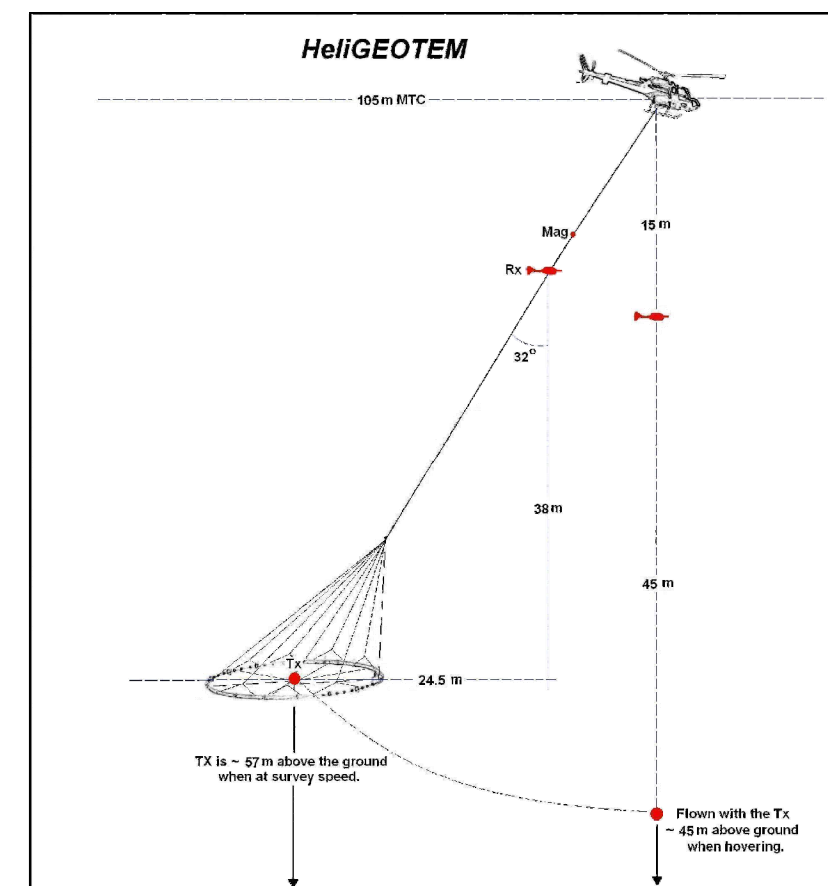 HeliGEOTEM
105m MTC
15 m
Mag
Rx
32°
38 m
45 m
Tx
24.5 m
TX is ~ 57 m above the ground
when at survey speed.
Flown with the Tx
~ 45 m above ground
when hovering.